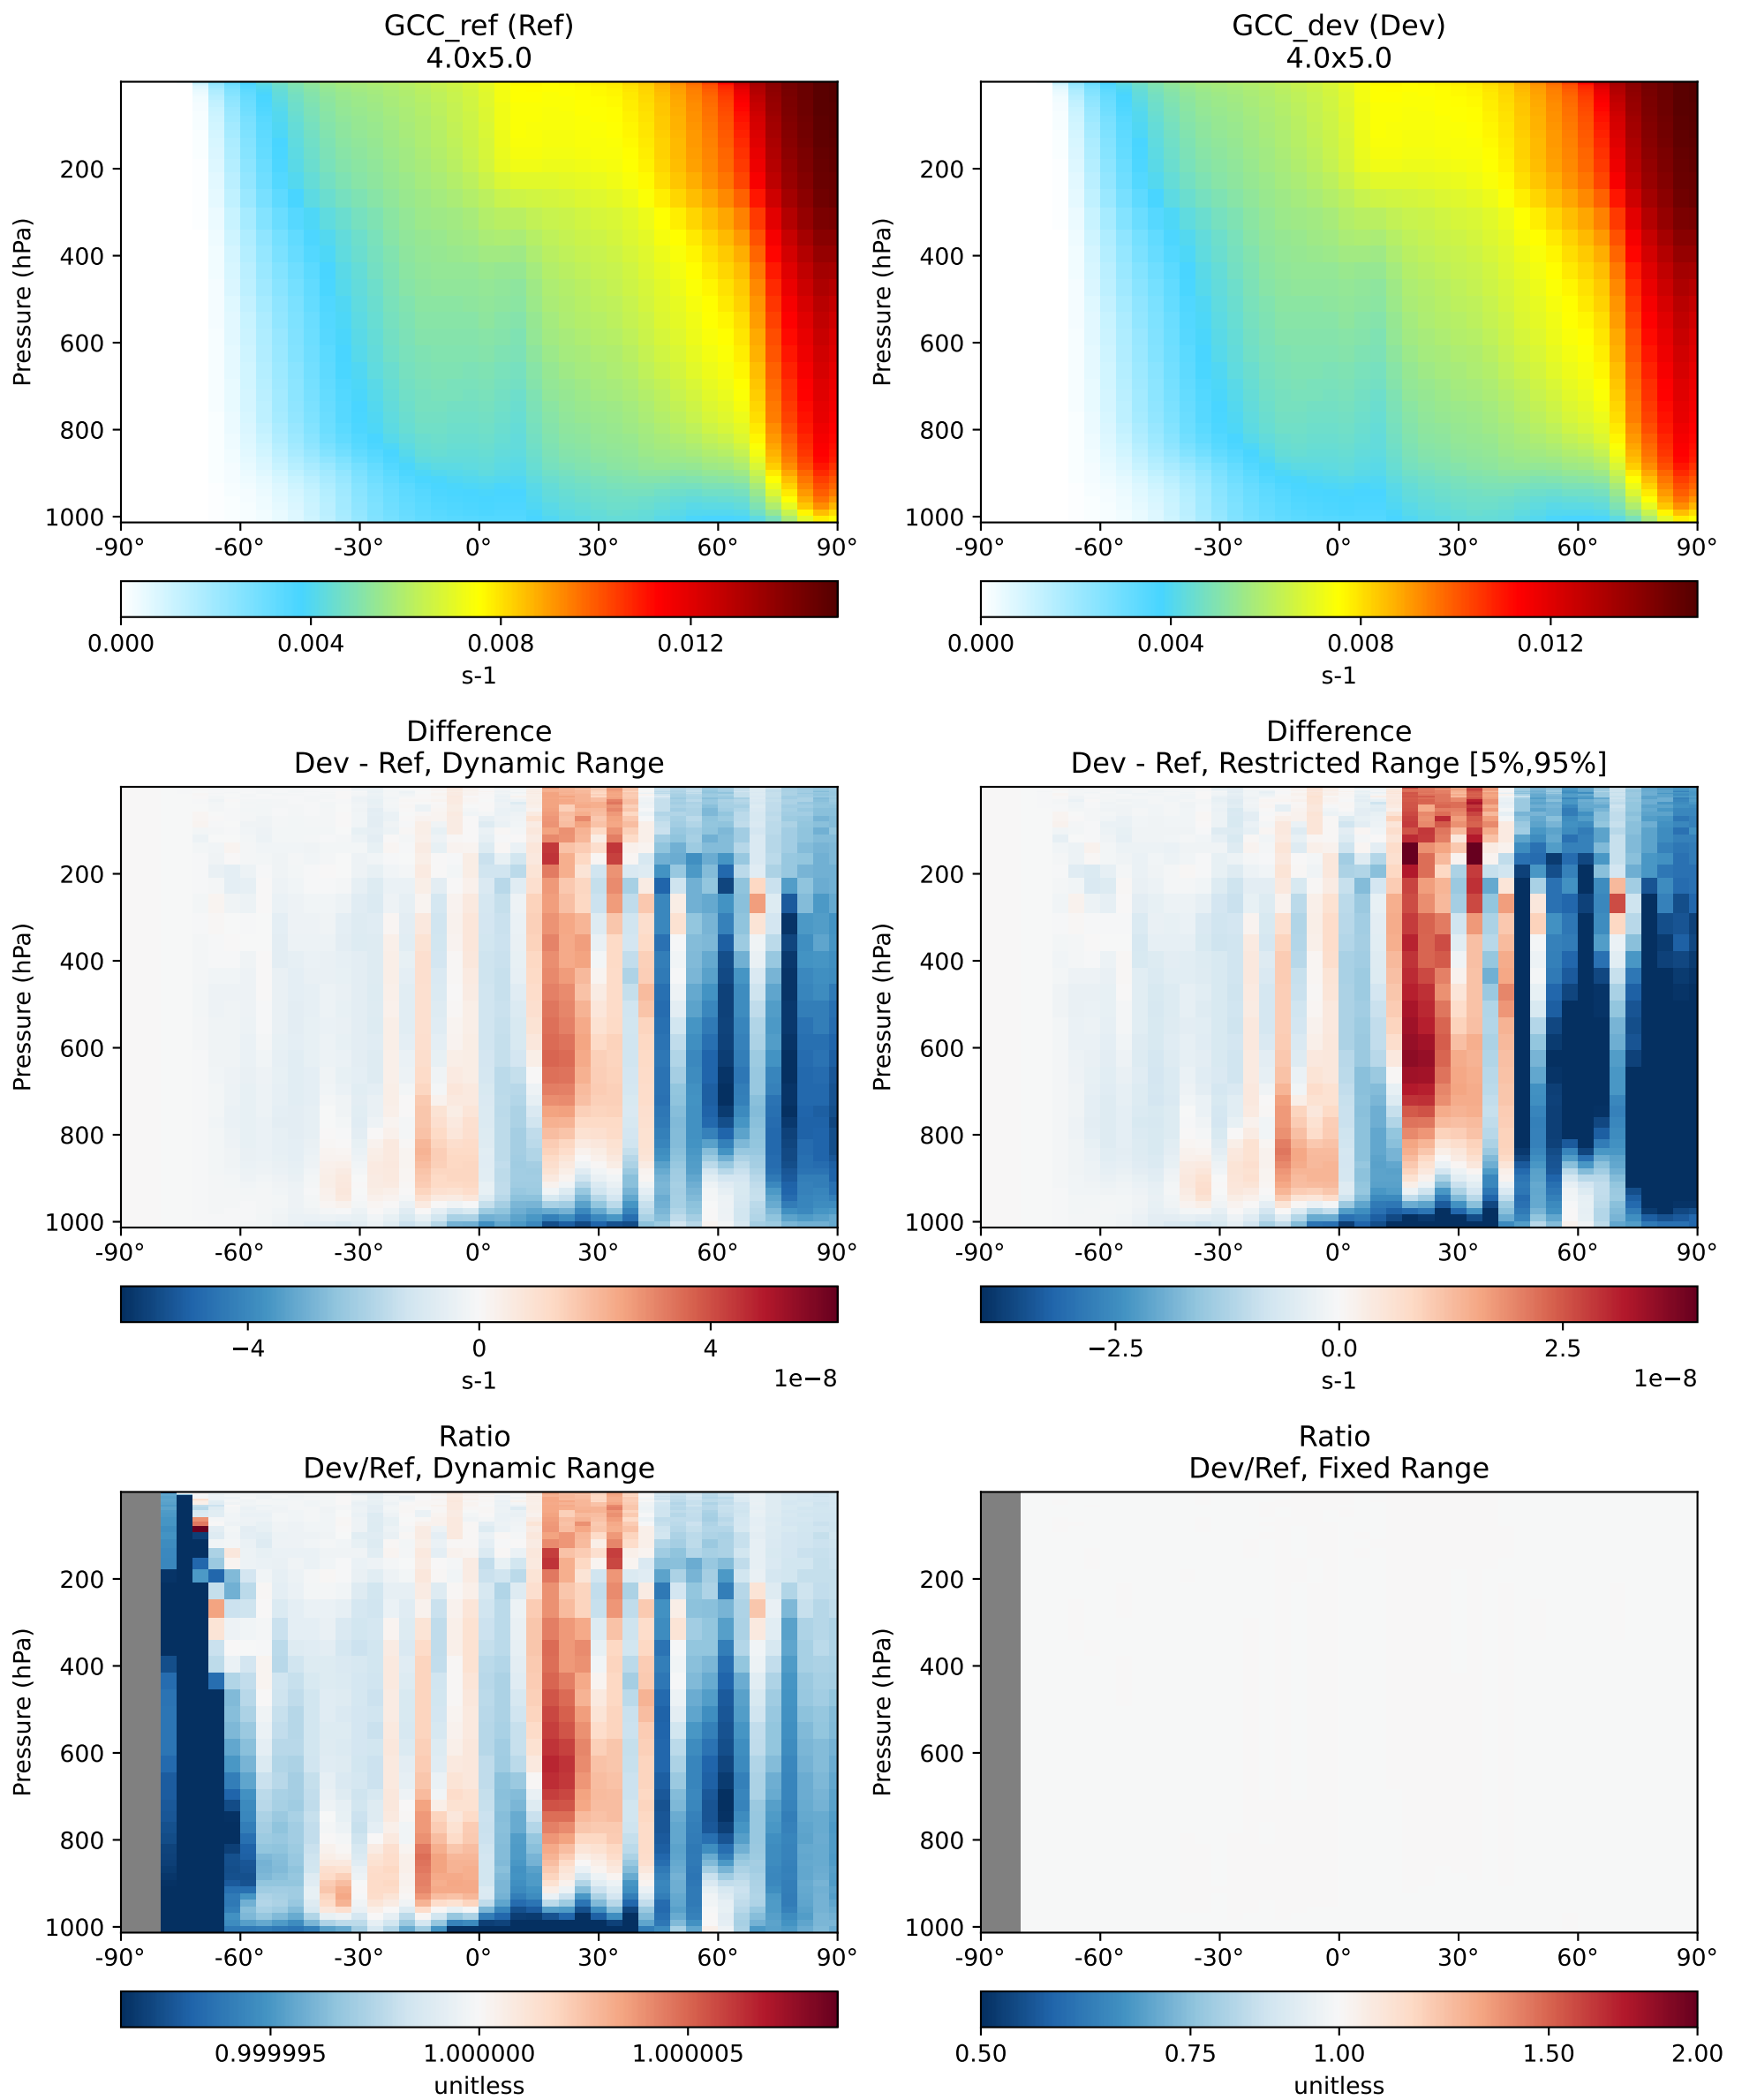 GCC_ref (Ref)
4.0x5.0
Pressure (hPa)
200
400
600
800
1000
-90° -60° -30° 0° 30° 60° 90°
0.000 0.004 0.008 0.012
s-1
GCC_dev (Dev)
4.0x5.0
Pressure (hPa)
200
400
600
800
1000
-90° -60° -30° 0° 30° 60° 90°
0.000 0.004 0.008 0.012
s-1
Difference
Dev - Ref, Dynamic Range
Pressure (hPa)
200
400
600
800
1000
-90° -60° -30° 0° 30° 60° 90°
−4 0 4
s-1 1e−8
Difference
Dev - Ref, Restricted Range [5%,95%]
Pressure (hPa)
200
400
600
800
1000
-90° -60° -30° 0° 30° 60° 90°
−2.5 0.0 2.5
s-1 1e−8
Ratio
Dev/Ref, Dynamic Range
Pressure (hPa)
200
400
600
800
1000
-90° -60° -30° 0° 30° 60° 90°
0.999995 1.000000 1.000005
unitless
Ratio
Dev/Ref, Fixed Range
Pressure (hPa)
200
400
600
800
1000
-90° -60° -30° 0° 30° 60° 90°
0.50 0.75 1.00 1.50 2.00
unitless